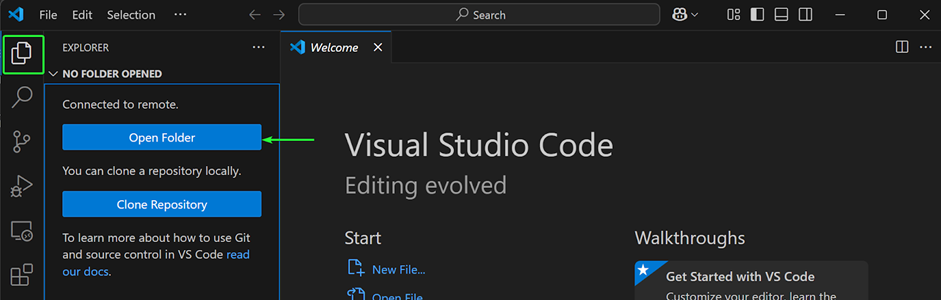 File Edit Selection ··· Search
EXPLORER ···
Welcome
NO FOLDER OPENED
Connected to remote.
Open Folder
You can clone a repository locally.
Clone Repository
To learn more about how to use Git
and source control in VS Code read
our docs.
Visual Studio Code
Editing evolved
Start
New File...
Open File...
Walkthroughs
Get Started with VS Code
Customize your editor, learn the